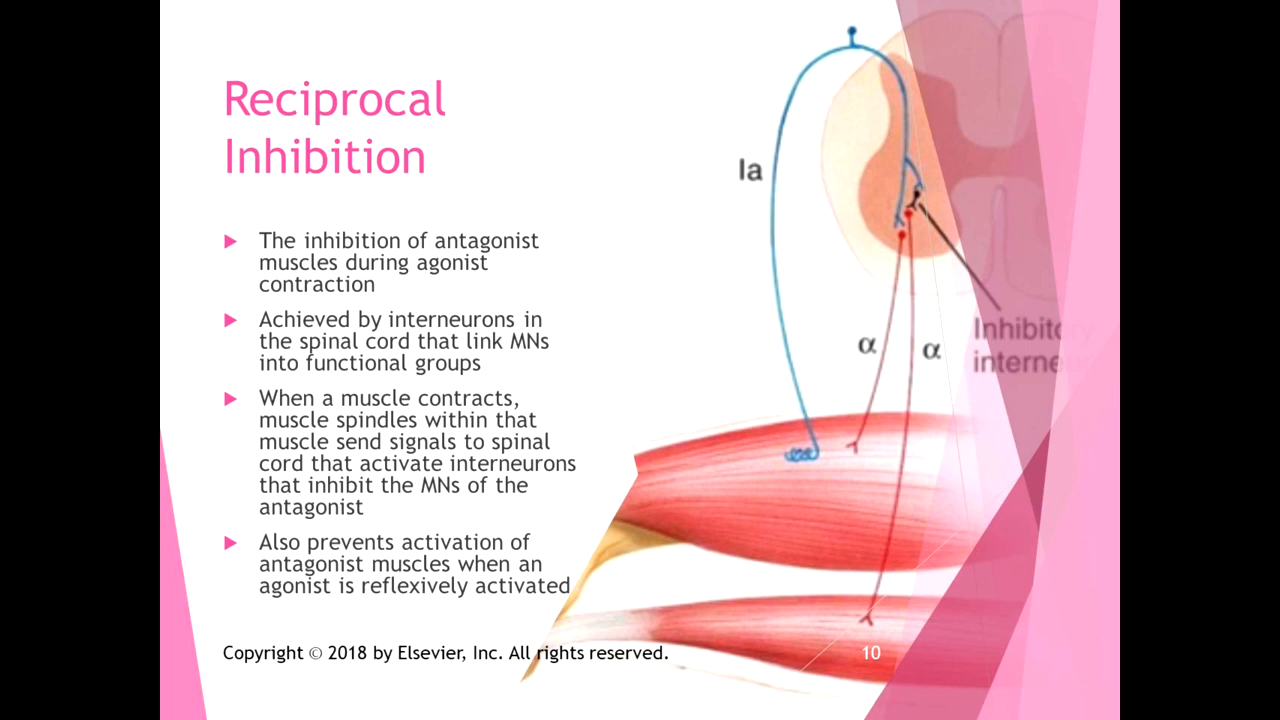 Reciprocal
Inhibition
The inhibition of antagonist
muscles during agonist
contraction
Achieved by interneurons in
the spinal cord that link MNs
into functional groups
When a muscle contracts,
muscle spindles within that
muscle send signals to spinal
cord that activate interneurons
that inhibit the MNs of the
antagonist
Also prevents activation of
antagonist muscles when an
agonist is reflexively activated
Ia
α
α
Inhibitory
Copyright © 2018 by Elsevier, Inc. All rights reserved.
10